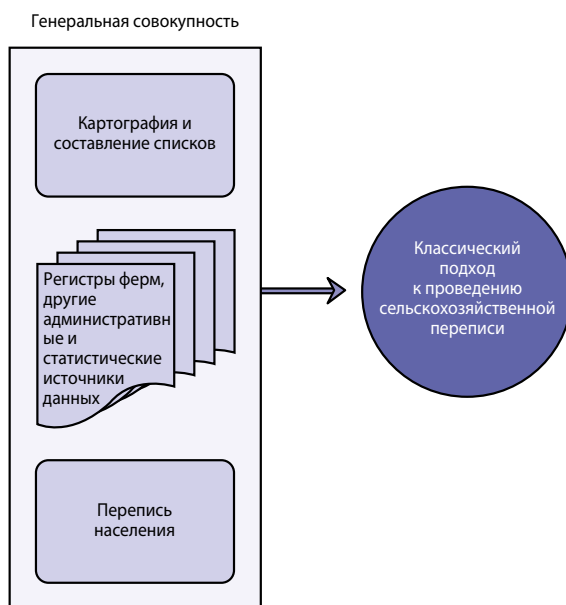 Генеральная совокупность
Картография и
составление списков
Регистры ферм,
другие
административн
ые и
статистические
источники
данных
Перепись
населения
Классический
подход
к проведению
сельскохозяйственной
переписи